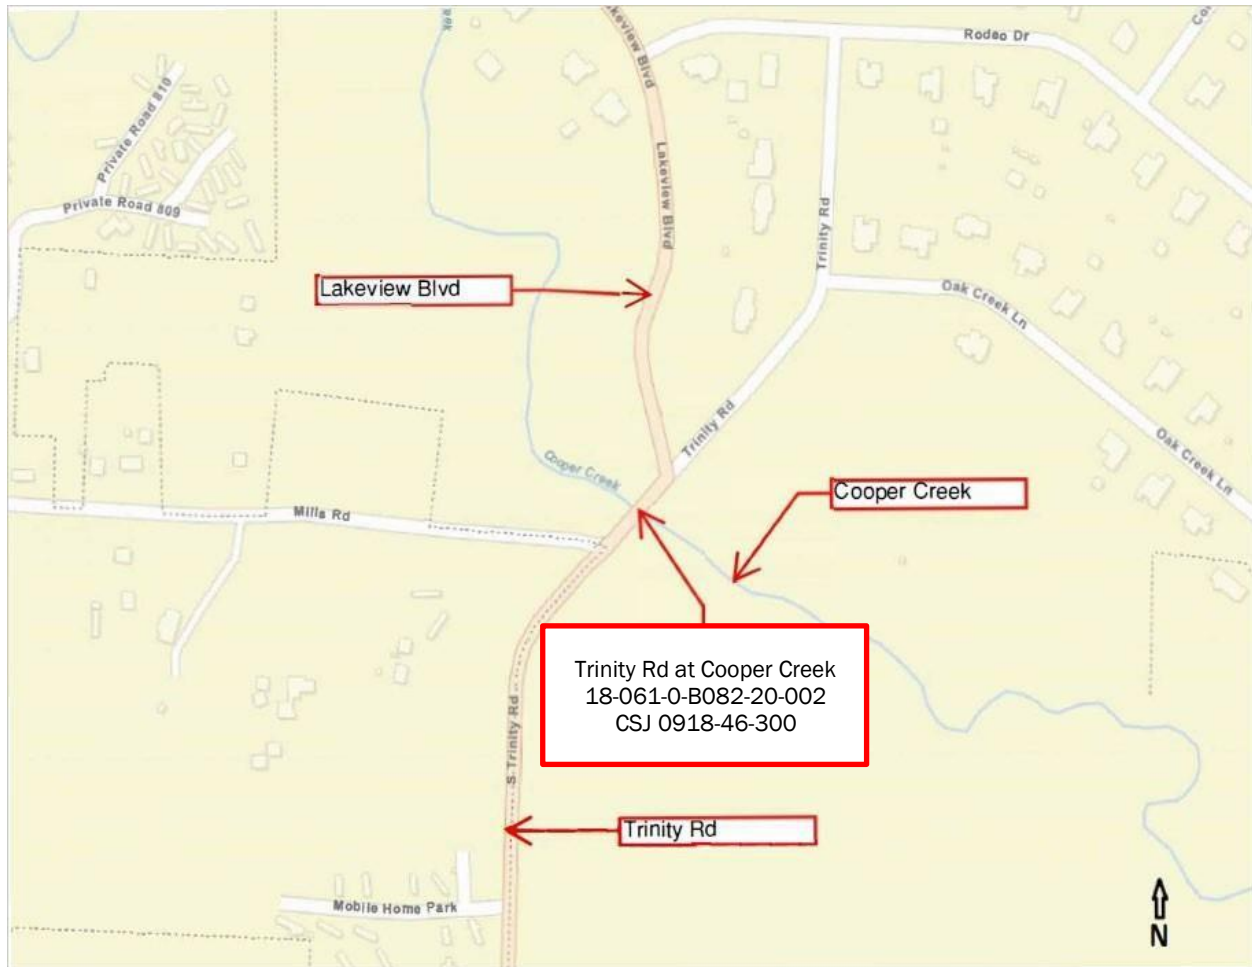 Lakeview Blvd
Rodeo Dr
Private Road 810
Lakeview Blvd
Private Road 809
Trinity Rd
Lakeview Blvd
Oak Creek Ln
Trinity Rd
Oak Creek Ln
Cooper Creek
Cooper Creek
Mills Rd
Trinity Rd at Cooper Creek
18-061-0-B082-20-002
CSJ 0918-46-300
S Trinity Rd
Trinity Rd
Mobile Home Park
N